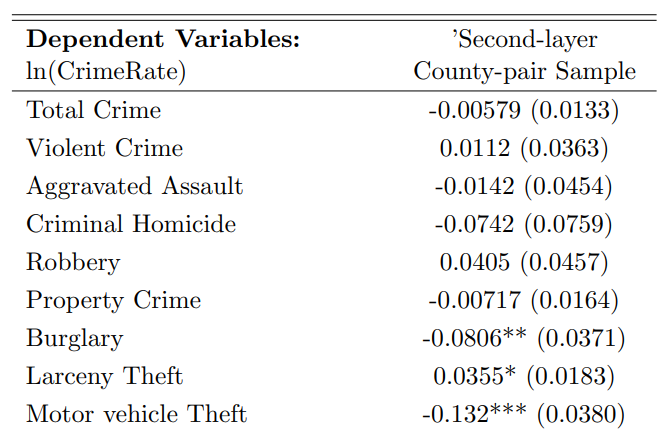 Dependent Variables: 'Second-layer
ln(CrimeRate) County-pair Sample
Total Crime -0.00579 (0.0133)
Violent Crime 0.0112 (0.0363)
Aggravated Assault -0.0142 (0.0454)
Criminal Homicide -0.0742 (0.0759)
Robbery 0.0405 (0.0457)
Property Crime -0.00717 (0.0164)
Burglary -0.0806** (0.0371)
Larceny Theft 0.0355* (0.0183)
Motor vehicle Theft -0.132*** (0.0380)